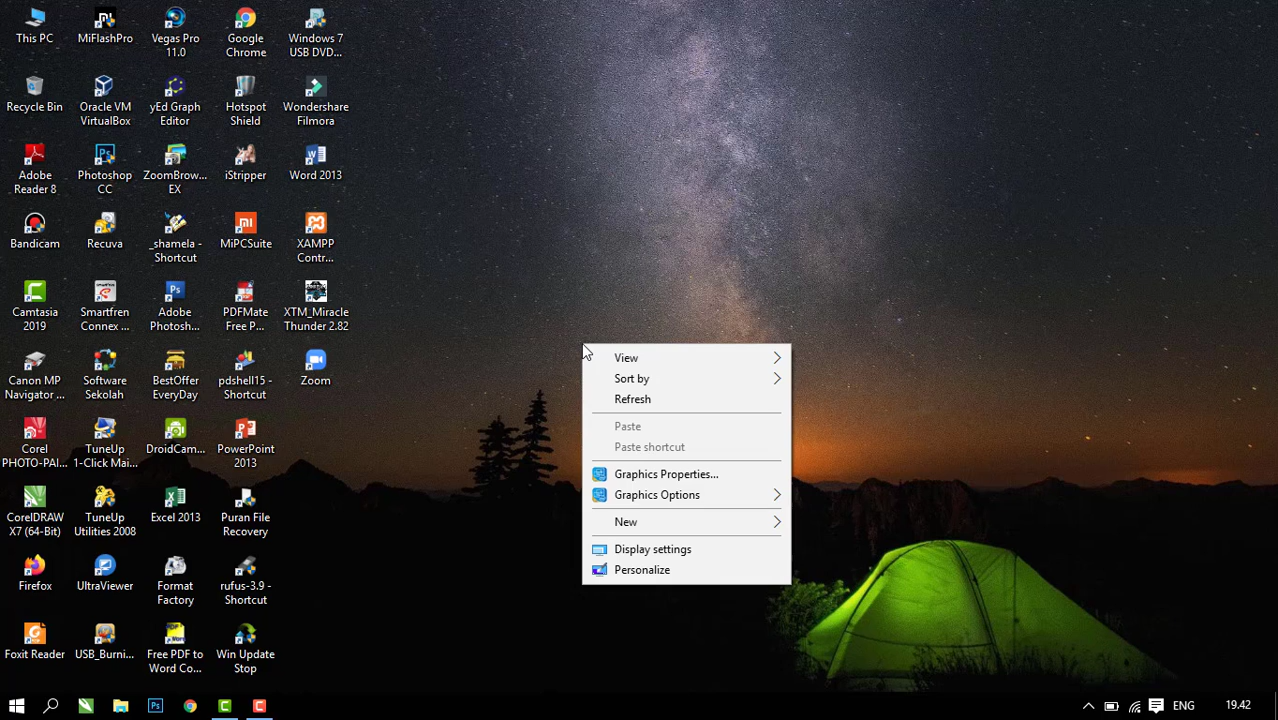 This PC
MiFlashPro
Vegas Pro
11.0
Google
Chrome
Windows 7
USB DVD...
Recycle Bin
Oracle VM
VirtualBox
yEd Graph
Editor
Hotspot
Shield
Wondershare
Filmora
Adobe
Reader 8
Photoshop
CC
ZoomBrow...
EX
iStripper
Word 2013
Bandicam
Recuva
_shamela -
Shortcut
MiPCSuite
XAMPP
Contr...
Camtasia
2019
Smartfren
Connex ...
Adobe
Photosh...
PDFMate
Free P...
XTM_Miracle
Thunder 2.82
Canon MP
Navigator ...
Software
Sekolah
BestOffer
EveryDay
pdshell15 -
Shortcut
Zoom
Corel
PHOTO-PAI...
TuneUp
1-Click Mai...
DroidCam...
PowerPoint
2013
CorelDRAW
X7 (64-Bit)
TuneUp
Utilities 2008
Excel 2013
Puran File
Recovery
Firefox
UltraViewer
Format
Factory
rufus-3.9 -
Shortcut
Foxit Reader
USB_Burni...
Free PDF to
Word Co...
Win Update
Stop
View
Sort by
Refresh
Paste
Paste shortcut
Graphics Properties...
Graphics Options
New
Display settings
Personalize
ENG
19.42